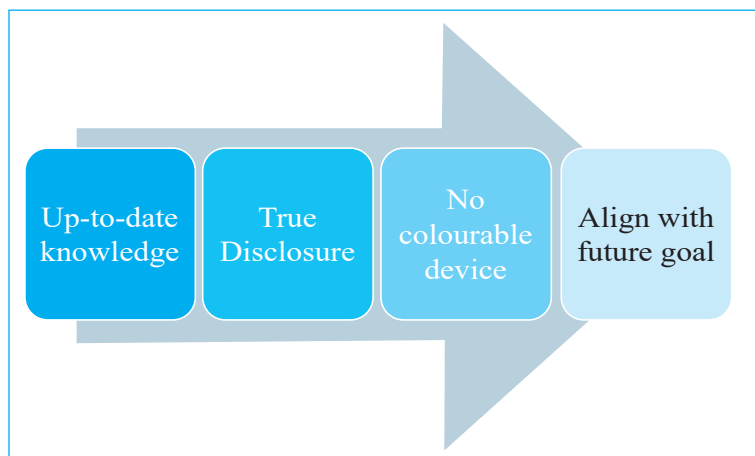 Up-to-date
knowledge
True
Disclosure
No
colourable
device
Align with
future goal